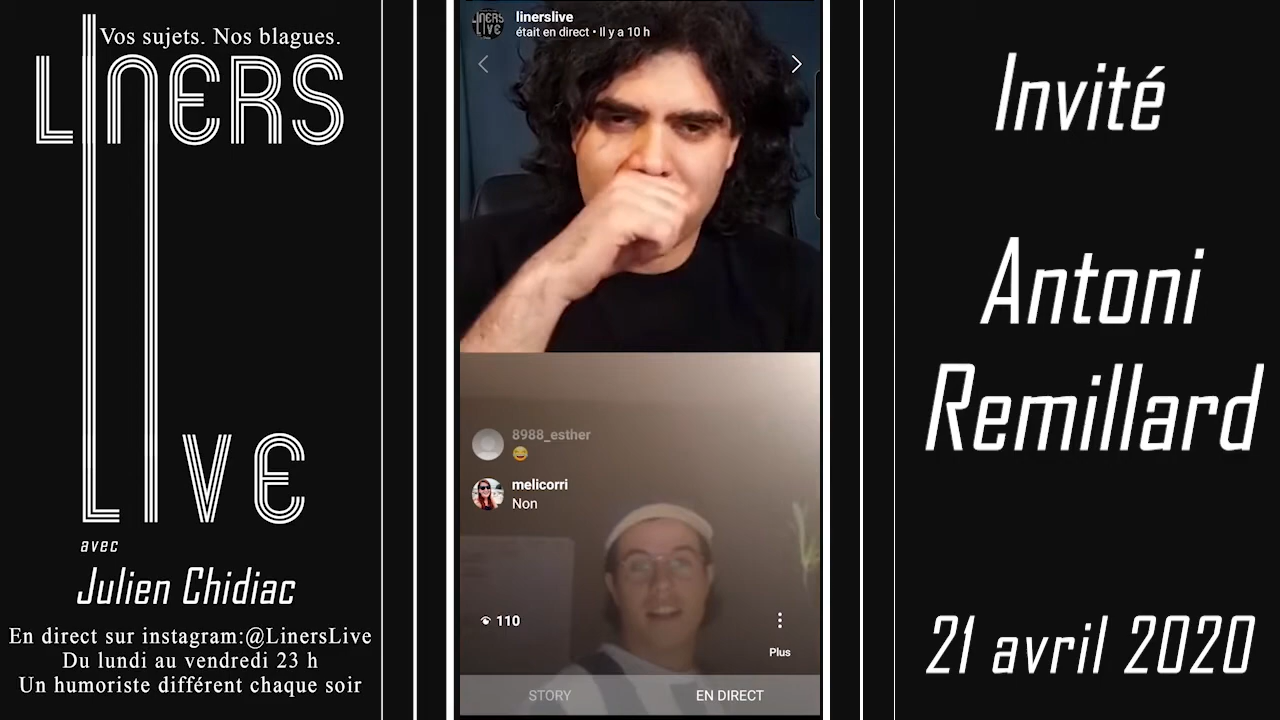 Vos sujets. Nos blagues.
LINERS
LIVE
avec
Julien Chidiac
En direct sur instagram:@LinersLive
Du lundi au vendredi 23 h
Un humoriste différent chaque soir
LINERS
LIVE
linerslive
était en direct • Il y a 10 h
8988_esther
😂
melicorri
Non
110
Plus
STORY
EN DIRECT
Invité
Antoni
Remillard
21 avril 2020